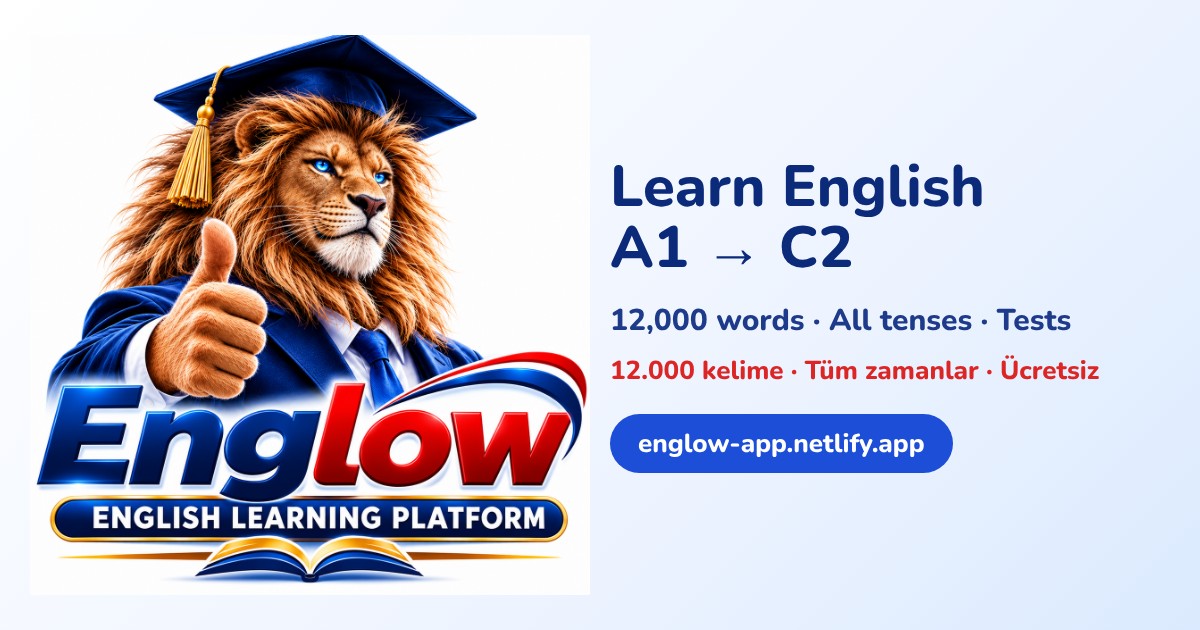 Englow
ENGLISH LEARNING PLATFORM
Learn English
A1 → C2
12,000 words · All tenses · Tests
12.000 kelime · Tüm zamanlar · Ücretsiz
englow-app.netlify.app